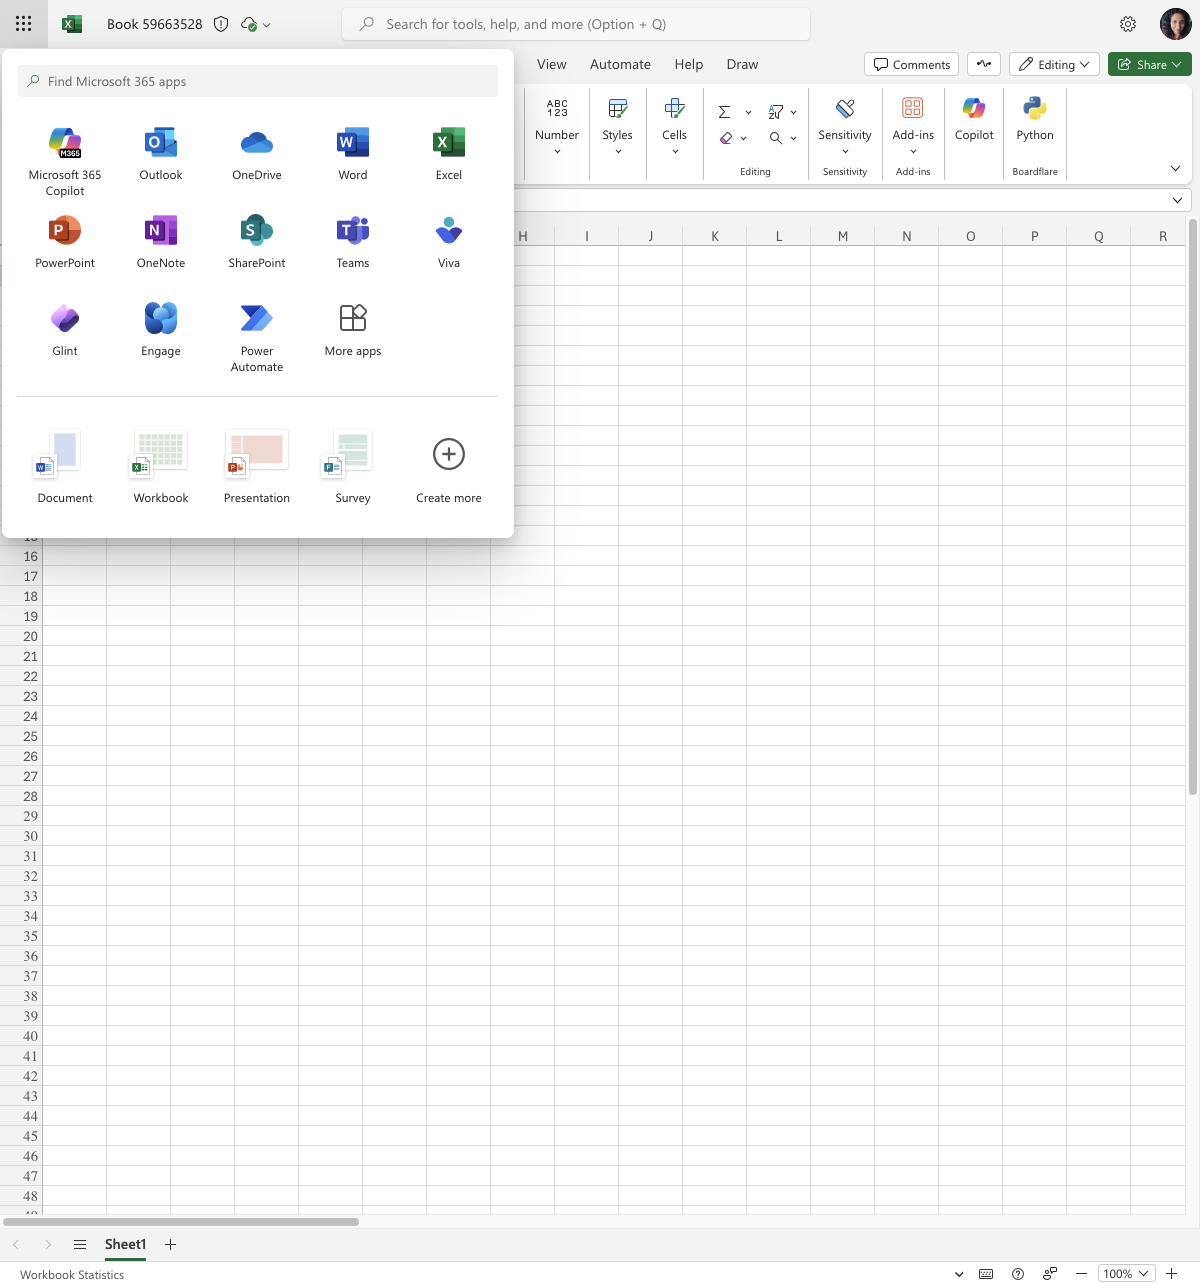 Book 59663528
Search for tools, help, and more (Option + Q)
Find Microsoft 365 apps
View Automate Help Draw
Comments Editing Share
Microsoft 365 Copilot
Outlook
OneDrive
Word
Excel
PowerPoint
OneNote
SharePoint
Teams
Viva
Glint
Engage
Power Automate
More apps
Document
Workbook
Presentation
Survey
Create more
ABC
123
Number
Styles
Cells
Editing
Sensitivity
Sensitivity
Add-ins
Add-ins
Copilot
Python
Boardflare
H I J K L M N O P Q R
16
17
18
19
20
21
22
23
24
25
26
27
28
29
30
31
32
33
34
35
36
37
38
39
40
41
42
43
44
45
46
47
48
Sheet1
Workbook Statistics
100%